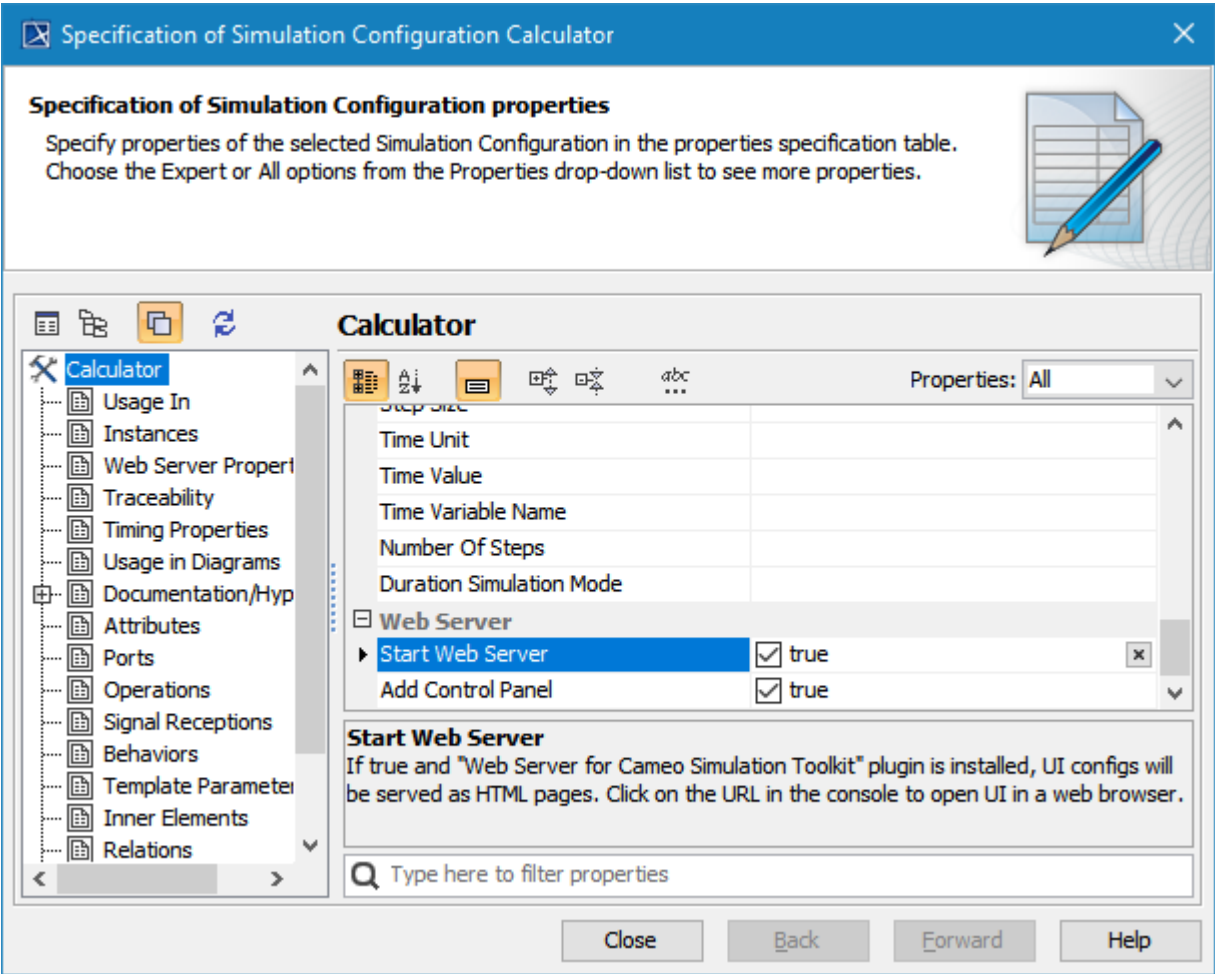 Specification of Simulation Configuration Calculator
Specification of Simulation Configuration properties
Specify properties of the selected Simulation Configuration in the properties specification table.
Choose the Expert or All options from the Properties drop-down list to see more properties.
Calculator
Usage In
Instances
Web Server Propert
Traceability
Timing Properties
Usage in Diagrams
Documentation/Hyp
Attributes
Ports
Operations
Signal Receptions
Behaviors
Template Parameter
Inner Elements
Relations
Calculator
Properties: All
Step Size
Time Unit
Time Value
Time Variable Name
Number Of Steps
Duration Simulation Mode
Web Server
Start Web Server true
Add Control Panel true
Start Web Server
If true and "Web Server for Cameo Simulation Toolkit" plugin is installed, UI configs will
be served as HTML pages. Click on the URL in the console to open UI in a web browser.
Type here to filter properties
Close Back Forward Help